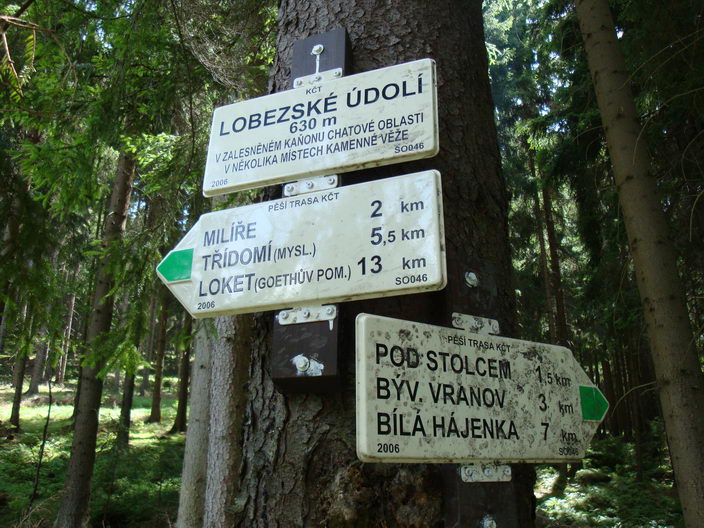 KČT
LOBEZSKÉ ÚDOLÍ
630 m
V ZALESNĚNÉM KAŇONU CHATOVÉ OBLASTI
V NĚKOLIKA MÍSTECH KAMENNÉ VĚŽE
2006 SO046
PĚŠÍ TRASA KČT
MILÍŘE 2 km
TŘÍDOMÍ (MYSL.) 5,5 km
LOKET (GOETHŮV POM.) 13 km
2006 SO046
PĚŠÍ TRASA KČT
POD STOLCEM 1,5 km
BÝV. VRANOV 3 km
BÍLÁ HÁJENKA 7 km
2006 SO046